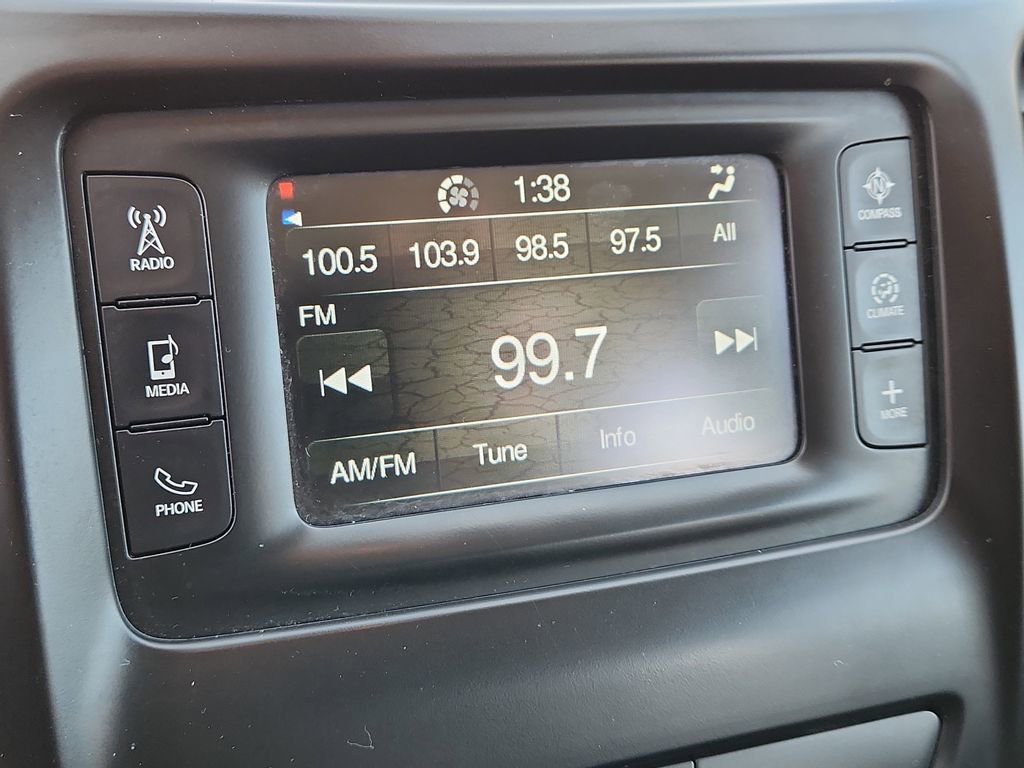 1:38
100.5 103.9 98.5 97.5 All
FM
99.7
AM/FM Tune Info Audio
RADIO
MEDIA
PHONE
N
COMPASS
CLIMATE
MORE